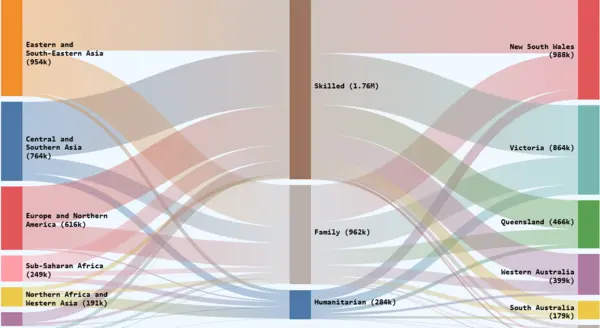 Eastern and
South-Eastern Asia
(954k)
Central and
Southern Asia
(764k)
Europe and Northern
America (616k)
Sub-Saharan Africa
(249k)
Northern Africa and
Western Asia (191k)
Skilled (1.76M)
Family (962k)
Humanitarian (284k)
New South Wales
(988k)
Victoria (864k)
Queensland (466k)
Western Australia
(399k)
South Australia
(179k)